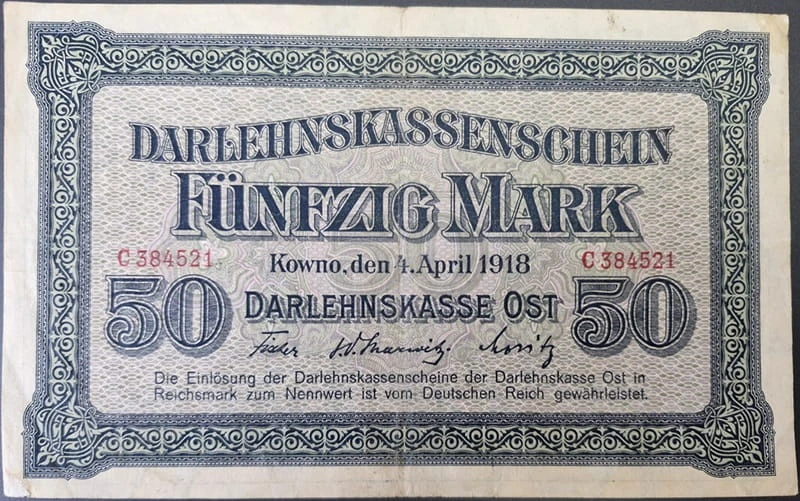 DARLEHNSKASSENSCHEIN
FÜNFZIG MARK
C 384521 Kowno, den 4. April 1918 C 384521
50 DARLEHNSKASSE OST 50
Fischer
Die Einlösung der Darlehnskassenscheine der Darlehnskasse Ost in
Reichsmark zum Nennwert ist vom Deutschen Reich gewährleistet.